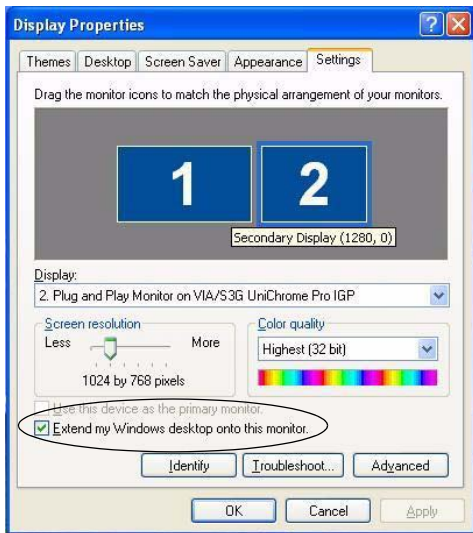 Display Properties
Themes Desktop Screen Saver Appearance Settings
Drag the monitor icons to match the physical arrangement of your monitors.
1 2
Secondary Display (1280, 0)
Display:
2. Plug and Play Monitor on VIA/S3G UniChrome Pro IGP
Screen resolution Color quality
Less More Highest (32 bit)
1024 by 768 pixels
Use this device as the primary monitor.
Extend my Windows desktop onto this monitor.
Identify Troubleshoot... Advanced
OK Cancel Apply